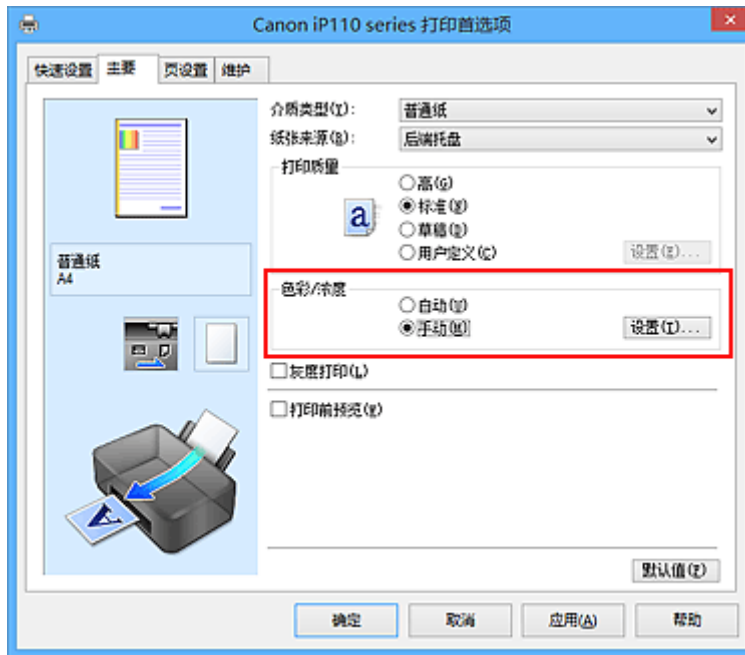 Canon iP110 series 打印首选项
快速设置 主要 页设置 维护
介质类型(Y): 普通纸
纸张来源(B): 后端托盘
打印质量
高(G)
a 标准(N)
草稿(D)
用户定义(C) 设置(E)...
普通纸
A4
色彩/浓度
自动(U)
手动(M) 设置(T)...
灰度打印(L)
打印前预览(V)
A
默认值(F)
确定 取消 应用(A) 帮助